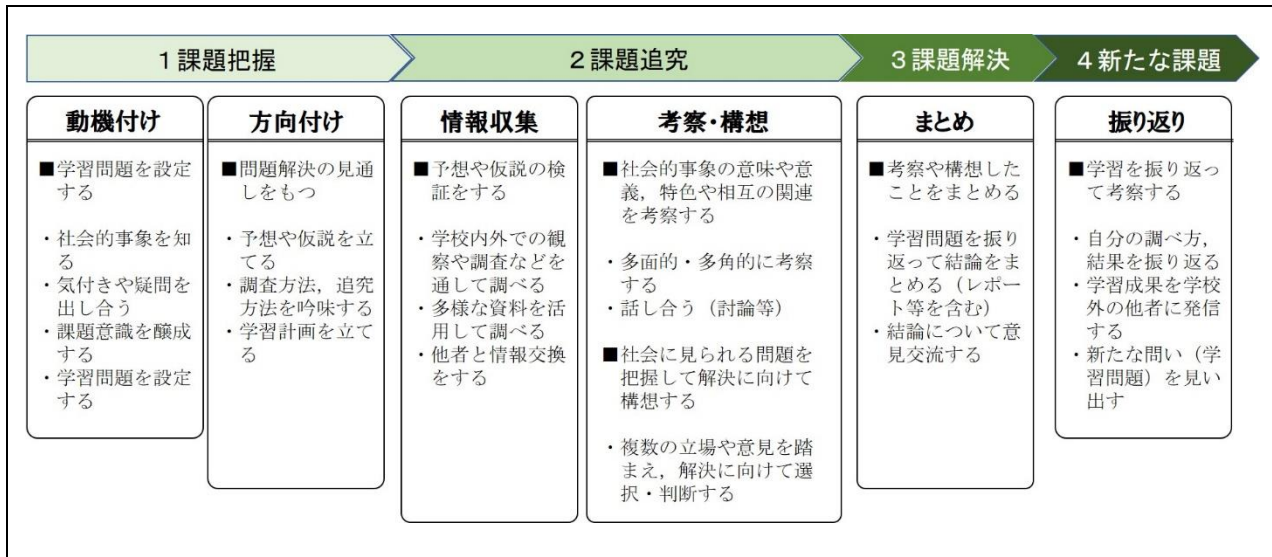 1課題把握
2課題追究
3課題解決
4新たな課題
動機付け
■学習問題を設定
する
・社会的事象を知
る
・気付きや疑問を
出し合う
・課題意識を醸成
する
・学習問題を設定
する
方向付け
■問題解決の見通
しをもつ
・予想や仮説を立
てる
・調査方法，追究
方法を吟味する
・学習計画を立て
る
情報収集
■予想や仮説の検
証をする
・学校内外での観
察や調査などを
通して調べる
・多様な資料を活
用して調べる
・他者と情報交換
をする
考察・構想
■社会的事象の意味や意
義，特色や相互の関連
を考察する
・多面的・多角的に考察
する
・話し合う（討論等）
■社会に見られる問題を
把握して解決に向けて
構想する
・複数の立場や意見を踏
まえ，解決に向けて選
択・判断する
まとめ
■考察や構想した
ことをまとめる
・学習問題を振り
返って結論をま
とめる（レポー
ト等を含む）
・結論について意
見交流する
振り返り
■学習を振り返っ
て考察する
・自分の調べ方，
結果を振り返る
・学習成果を学校
外の他者に発信
する
・新たな問い（学
習問題）を見い
出す